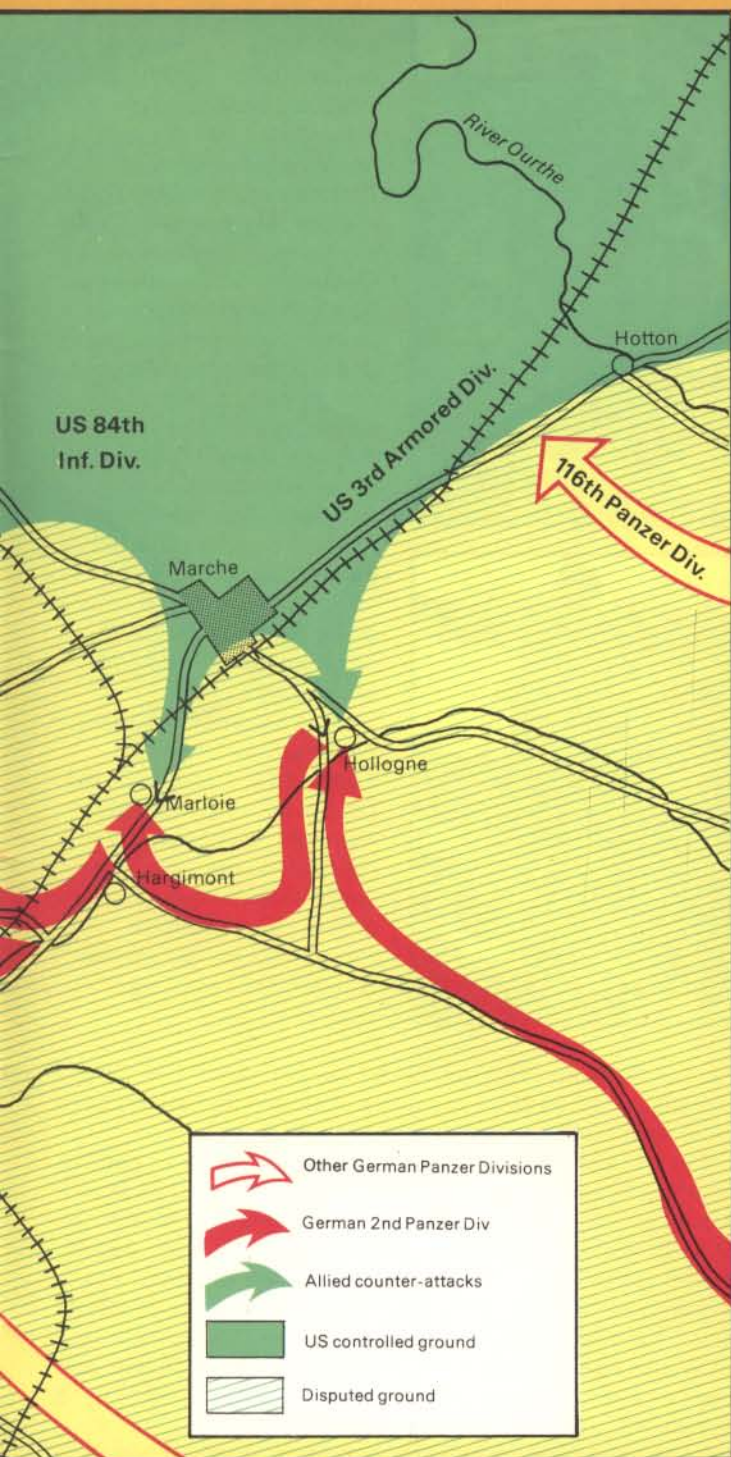 River Ourthe
Hotton
US 3rd Armored Div.
US 84th
Inf. Div.
116th Panzer Div.
Marche
Hollogne
Marloie
Hargimont
Other German Panzer Divisions
German 2nd Panzer Div
Allied counter-attacks
US controlled ground
Disputed ground